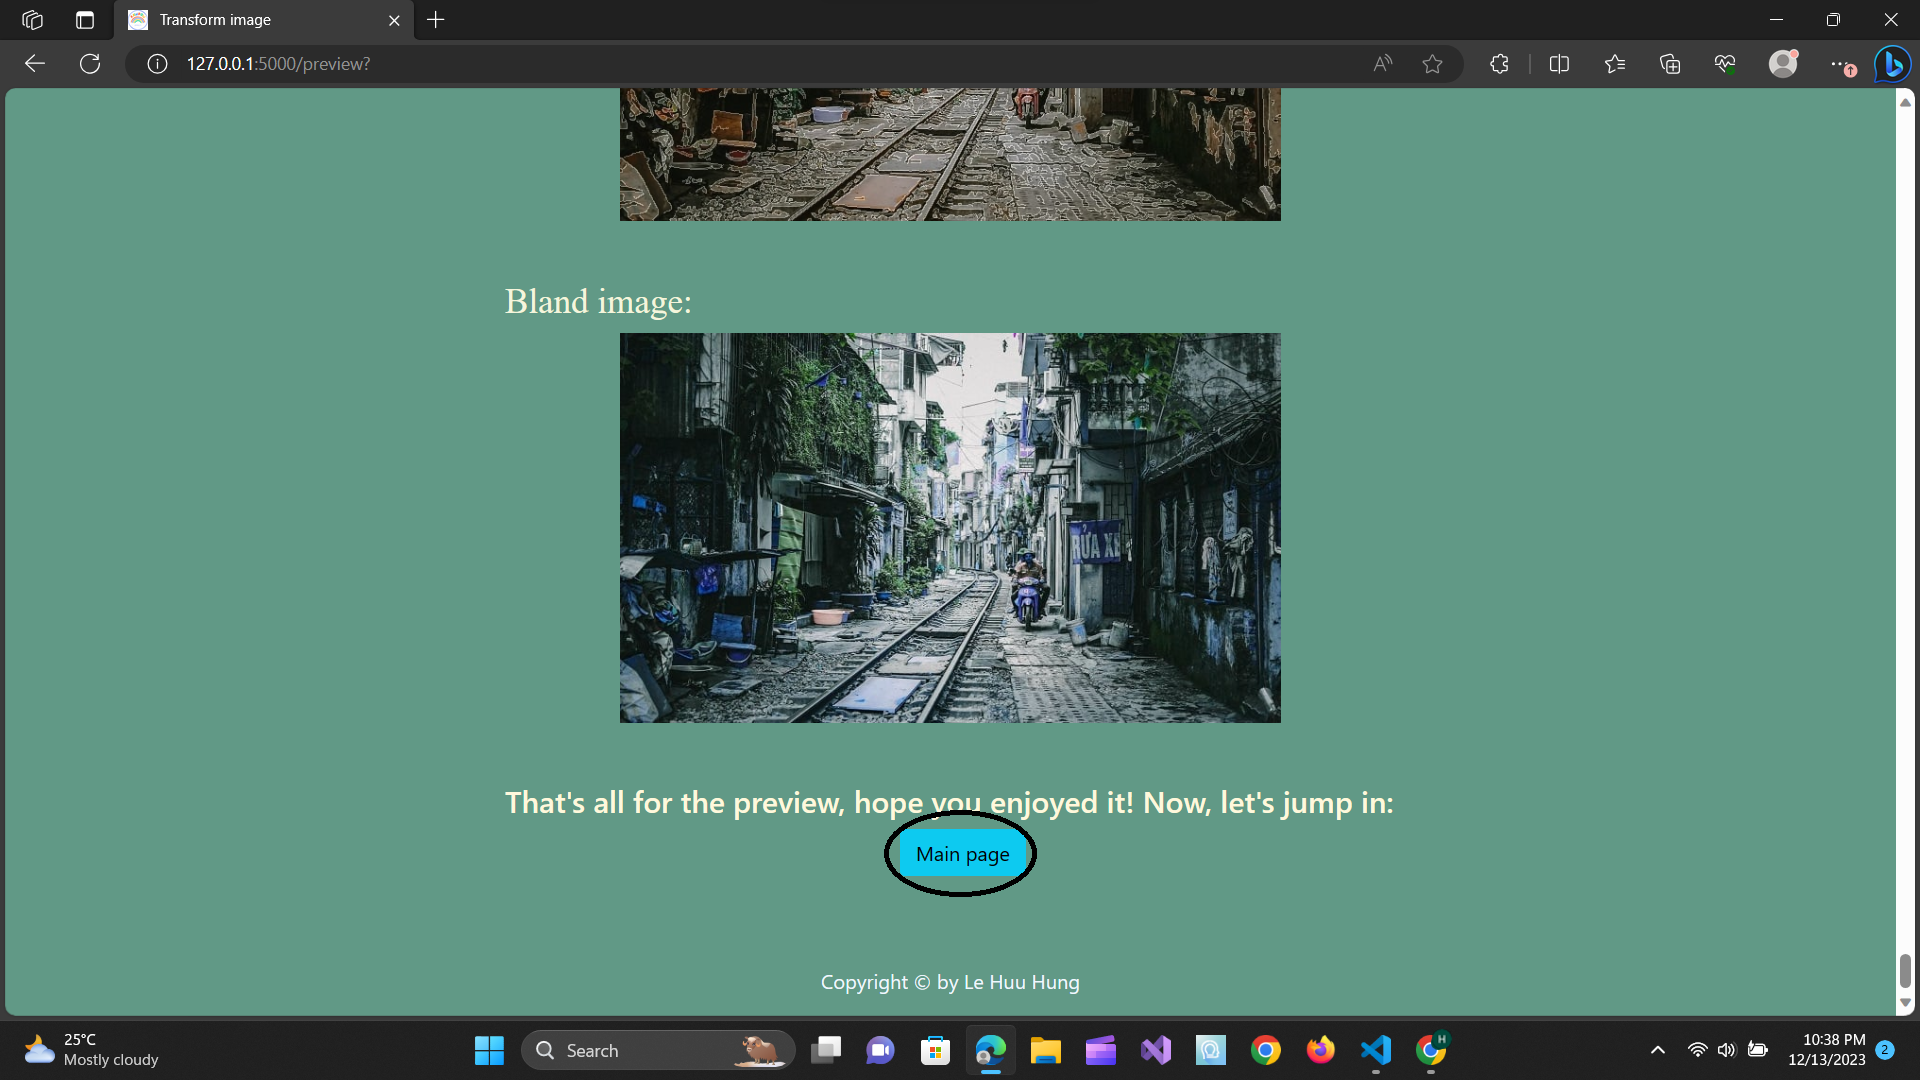 Transform image
127.0.0.1:5000/preview?
Bland image:
RỬA XE
That's all for the preview, hope you enjoyed it! Now, let's jump in:
Main page
Copyright © by Le Huu Hung
25°C
Mostly cloudy
Search
H
10:38 PM
12/13/2023
2